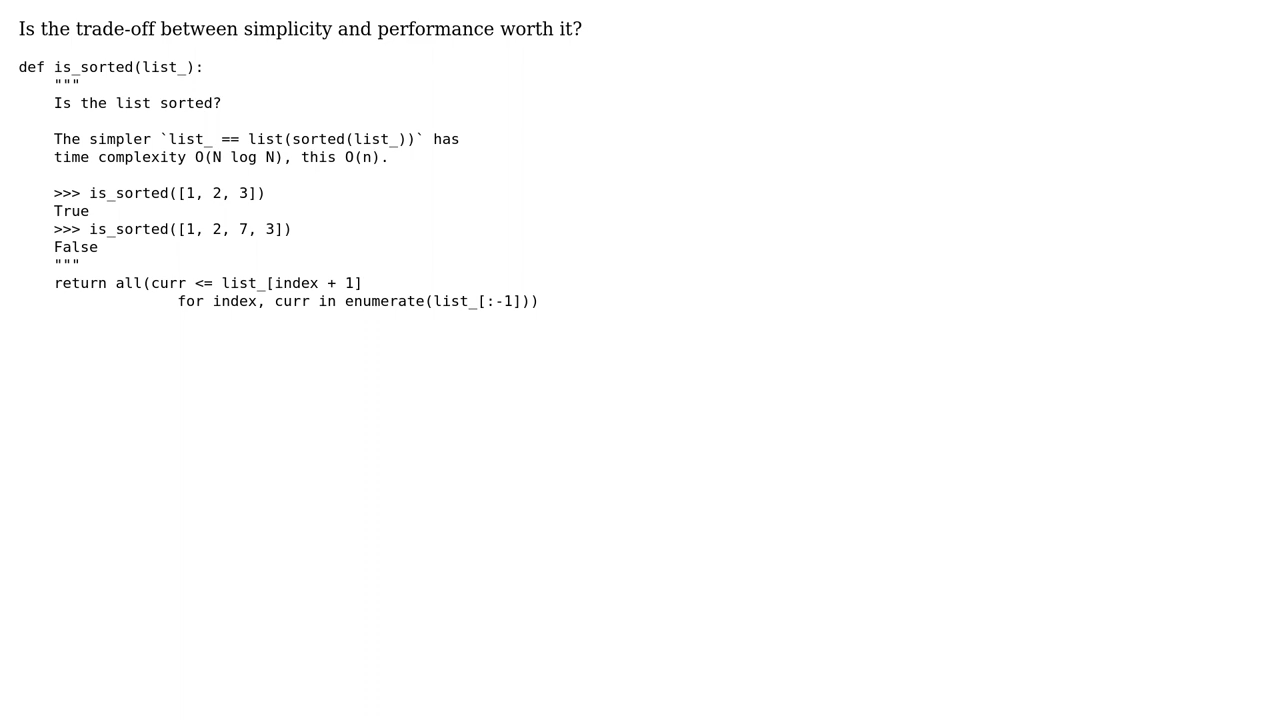 Is the trade-off between simplicity and performance worth it?
def is_sorted(list_):
    """
    Is the list sorted?

    The simpler `list_ == list(sorted(list_))` has
    time complexity O(N log N), this O(n).

    >>> is_sorted([1, 2, 3])
    True
    >>> is_sorted([1, 2, 7, 3])
    False
    """
    return all(curr <= list_[index + 1]
                  for index, curr in enumerate(list_[:-1]))